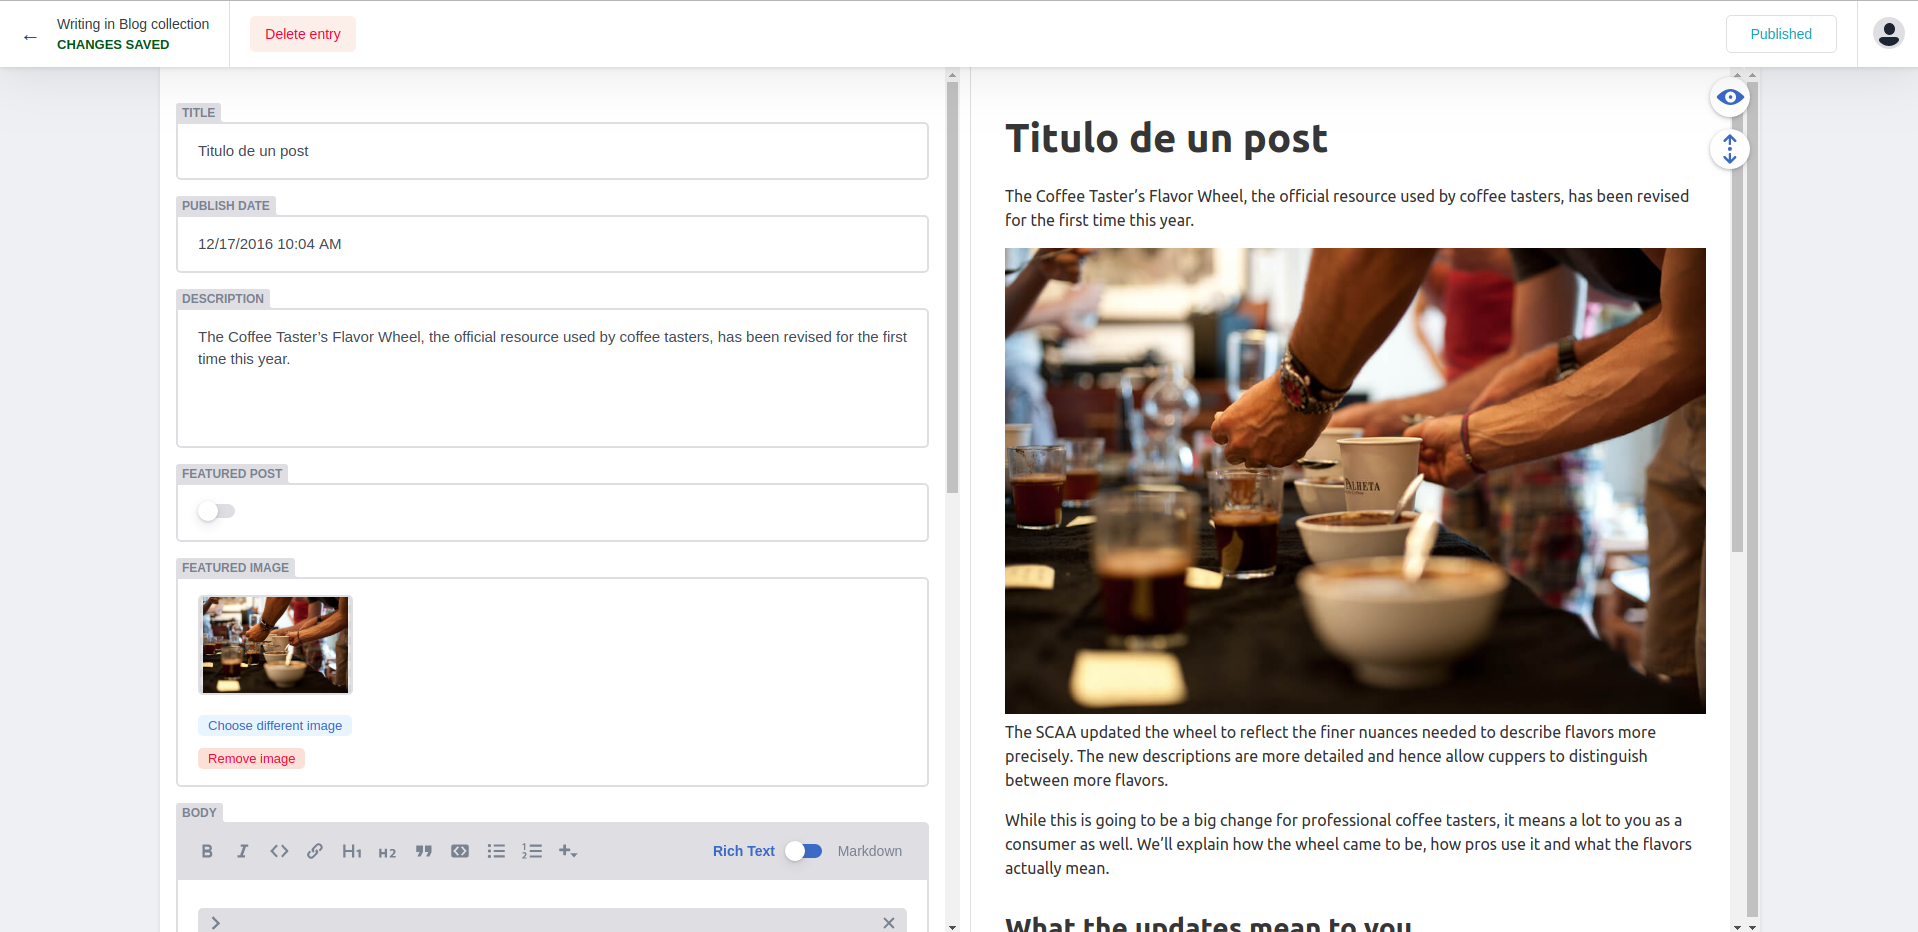 Writing in Blog collection
CHANGES SAVED
Delete entry
Published
TITLE
Titulo de un post
PUBLISH DATE
12/17/2016 10:04 AM
DESCRIPTION
The Coffee Taster’s Flavor Wheel, the official resource used by coffee tasters, has been revised for the first
time this year.
FEATURED POST
FEATURED IMAGE
Choose different image
Remove image
BODY
B I H1 H2
Rich Text Markdown
Titulo de un post
The Coffee Taster’s Flavor Wheel, the official resource used by coffee tasters, has been revised
for the first time this year.
PALHETA
The SCAA updated the wheel to reflect the finer nuances needed to describe flavors more
precisely. The new descriptions are more detailed and hence allow cuppers to distinguish
between more flavors.
While this is going to be a big change for professional coffee tasters, it means a lot to you as a
consumer as well. We’ll explain how the wheel came to be, how pros use it and what the flavors
actually mean.
What the updates mean to you